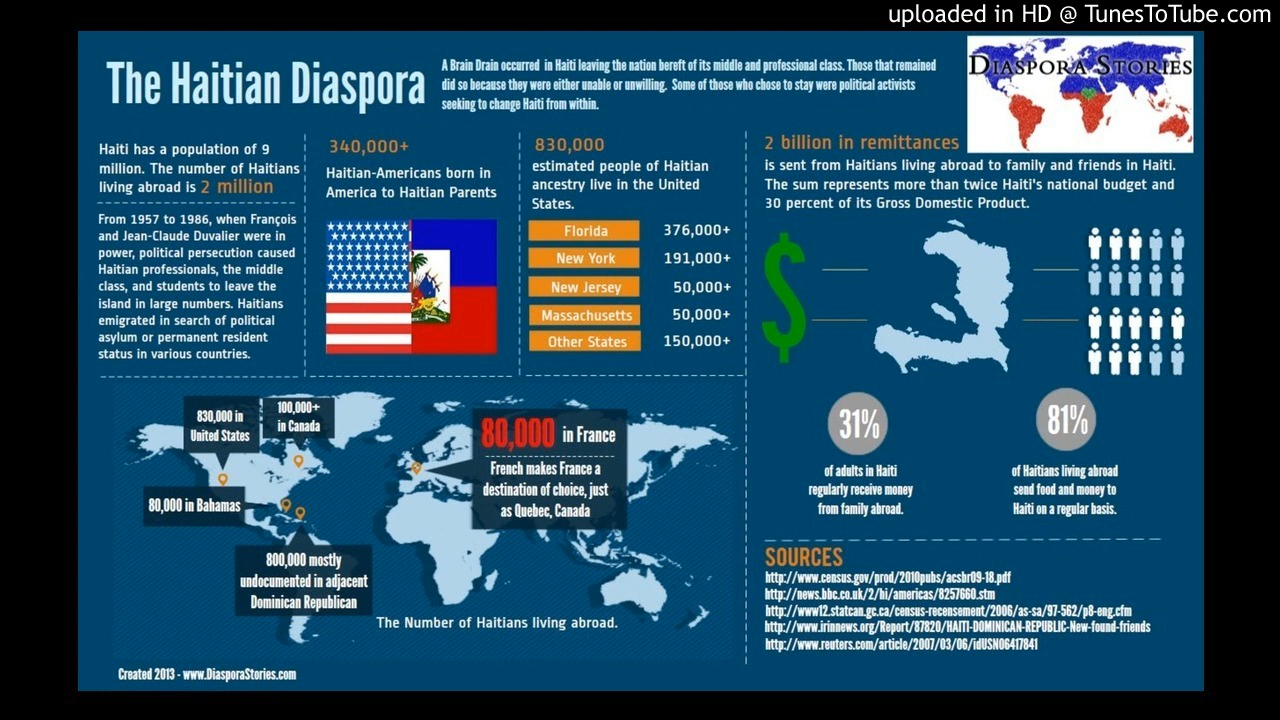 uploaded in HD @ TunesToTube.com
The Haitian Diaspora
A Brain Drain occurred in Haiti leaving the nation bereft of its middle and professional class. Those that remained
did so because they were either unable or unwilling. Some of those who chose to stay were political activists
seeking to change Haiti from within.
DIASPORA STORIES
Haiti has a population of 9
million. The number of Haitians
living abroad is 2 million
From 1957 to 1986, when François
and Jean-Claude Duvalier were in
power, political persecution caused
Haitian professionals, the middle
class, and students to leave the
island in large numbers. Haitians
emigrated in search of political
asylum or permanent resident
status in various countries.
340,000+
Haitian-Americans born in
America to Haitian Parents
830,000
estimated people of Haitian
ancestry live in the United
States.
Florida 376,000+
New York 191,000+
New Jersey 50,000+
Massachusetts 50,000+
Other States 150,000+
2 billion in remittances
is sent from Haitians living abroad to family and friends in Haiti.
The sum represents more than twice Haiti's national budget and
30 percent of its Gross Domestic Product.
31%
of adults in Haiti
regularly receive money
from family abroad.
81%
of Haitians living abroad
send food and money to
Haiti on a regular basis.
830,000 in
United States
100,000+
in Canada
80,000 in Bahamas
800,000 mostly
undocumented in adjacent
Dominican Republican
80,000 in France
French makes France a
destination of choice, just
as Quebec, Canada
The Number of Haitians living abroad.
SOURCES
http://www.census.gov/prod/2010pubs/acsbr09-18.pdf
http://news.bbc.co.uk/2/hi/americas/8257660.stm
http://www12.statcan.gc.ca/census-recensement/2006/as-sa/97-562/p8-eng.cfm
http://www.irinnews.org/Report/87820/HAITI-DOMINICAN-REPUBLIC-New-found-friends
http://www.reuters.com/article/2007/03/06/idUSN06417841
Created 2013 - www.DiasporaStories.com